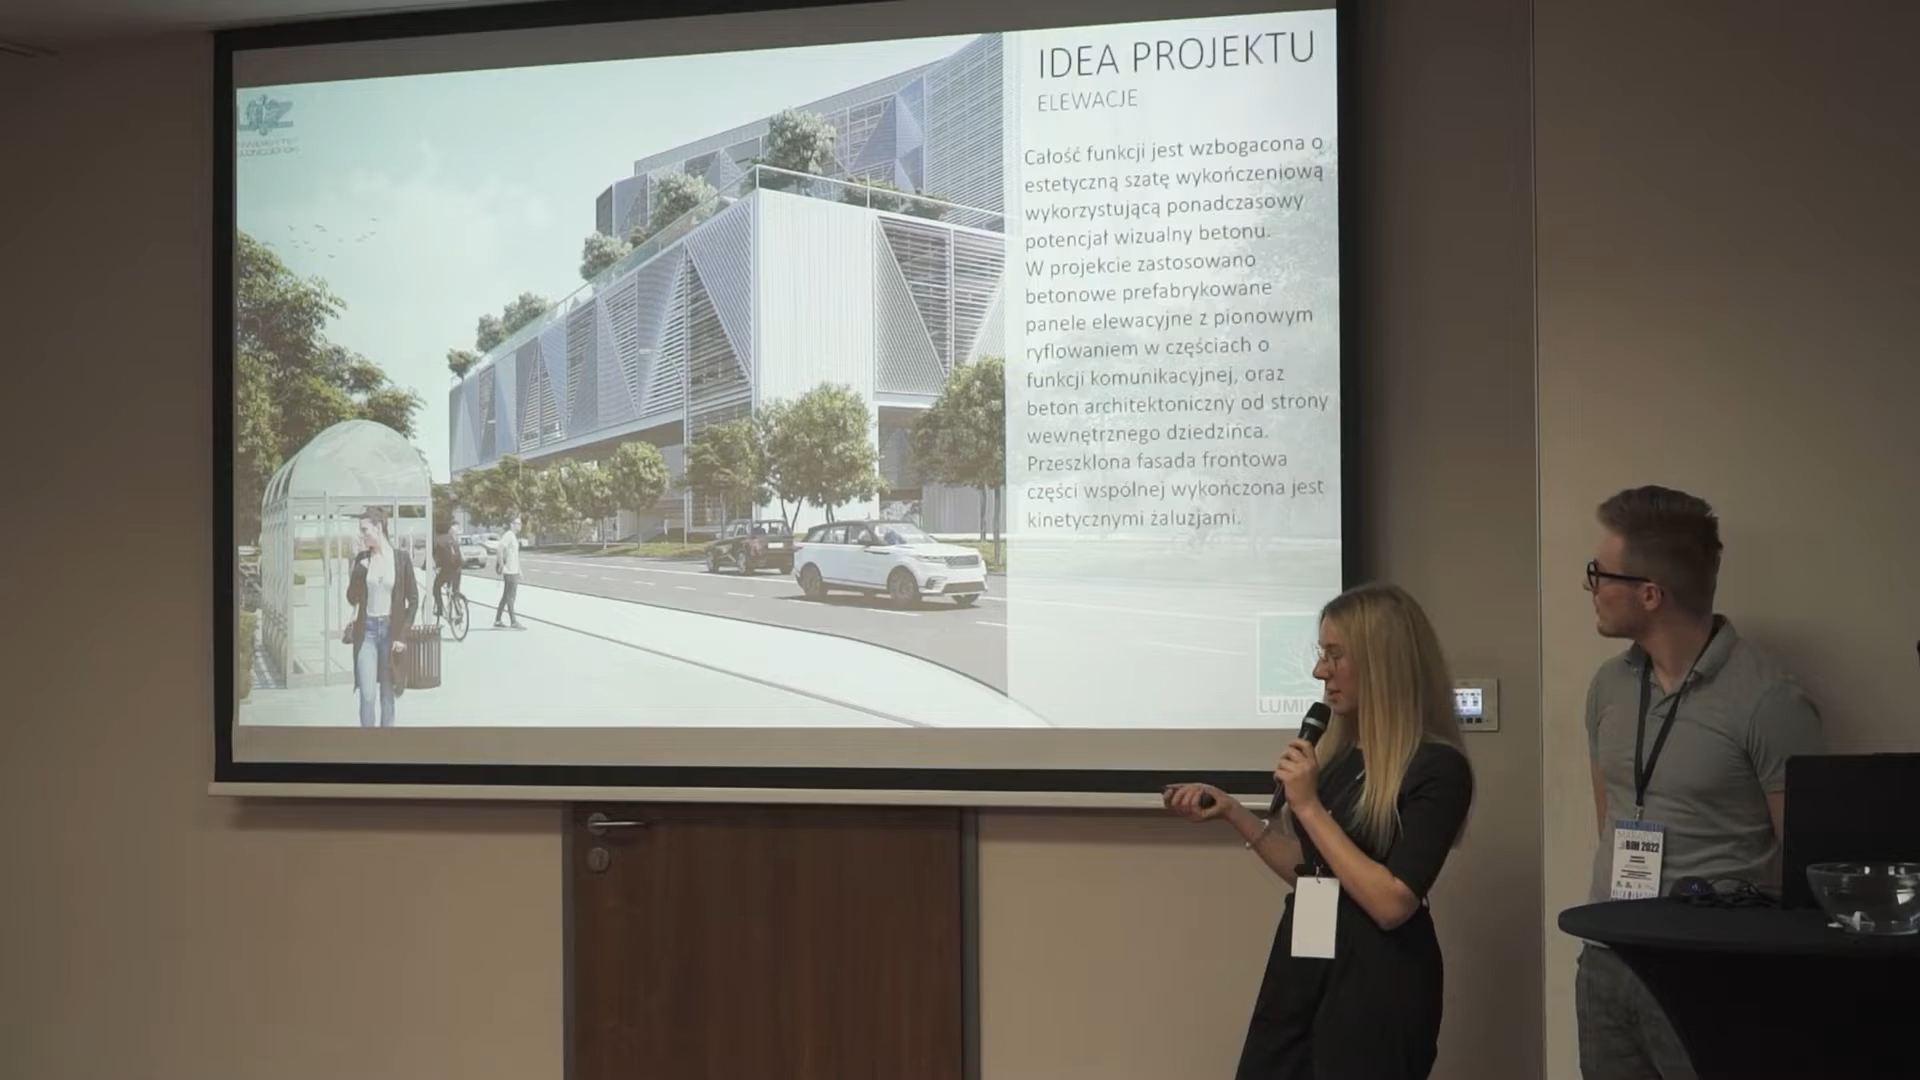 IDEA PROJEKTU
ELEWACJE
Całość funkcji jest wzbogacona o
estetyczną szatę wykończeniową
wykorzystującą ponadczasowy
potencjał wizualny betonu.
W projekcie zastosowano
betonowe prefabrykowane
panele elewacyjne z pionowym
ryflowaniem w częściach o
funkcji komunikacyjnej, oraz
beton architektoniczny od strony
wewnętrznego dziedzińca.
Przeszklona fasada frontowa
części wspólnej wykończona jest
kinetycznymi żaluzjami.
BIM 2022